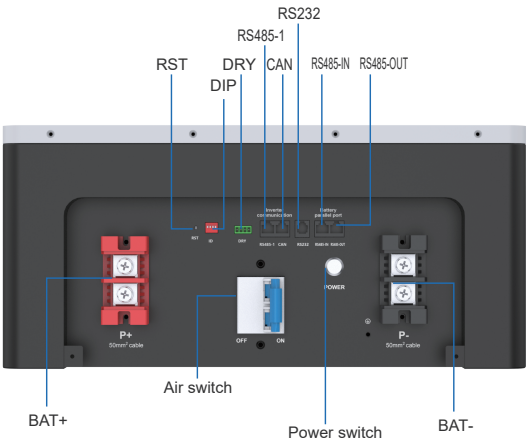 RS232
RS485-1
RST
DRY
CAN
RS485-IN
RS485-OUT
DIP
Inverter
communication
Battery
parallel port
RST
ID
DRY
RS485-1
CAN
RS232
RS485-IN
RS485-OUT
POWER
P+
50mm² cable
OFF
ON
P-
50mm² cable
Air switch
BAT+
Power switch
BAT-